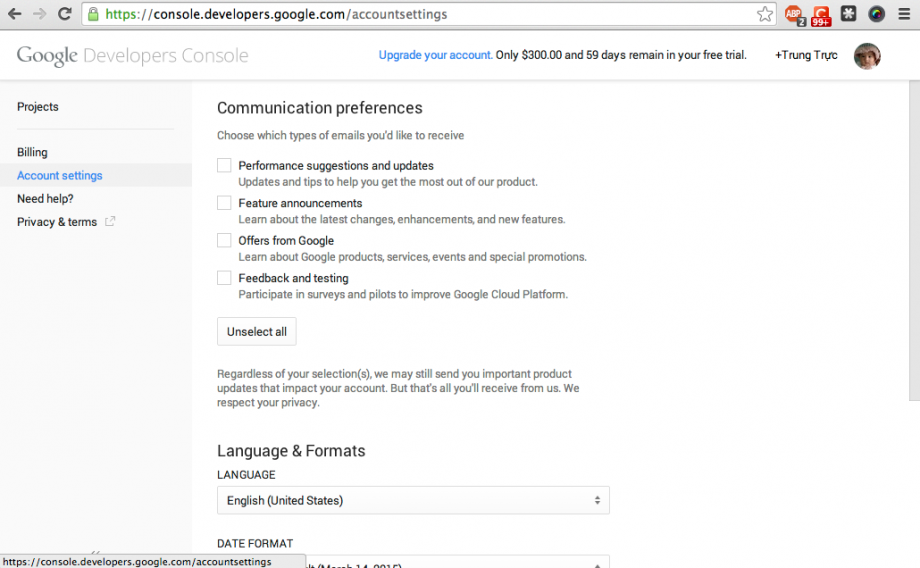 https://console.developers.google.com/accountsettings
ABP
2
99+
Google Developers Console
Upgrade your account. Only $300.00 and 59 days remain in your free trial.
+Trung Trực
Projects
Billing
Account settings
Need help?
Privacy & terms
Communication preferences
Choose which types of emails you'd like to receive
Performance suggestions and updates
Updates and tips to help you get the most out of our product.
Feature announcements
Learn about the latest changes, enhancements, and new features.
Offers from Google
Learn about Google products, services, events and special promotions.
Feedback and testing
Participate in surveys and pilots to improve Google Cloud Platform.
Unselect all
Regardless of your selection(s), we may still send you important product
updates that impact your account. But that's all you'll receive from us. We
respect your privacy.
Language & Formats
LANGUAGE
English (United States)
DATE FORMAT
(March 14, 2015)
https://console.developers.google.com/accountsettings